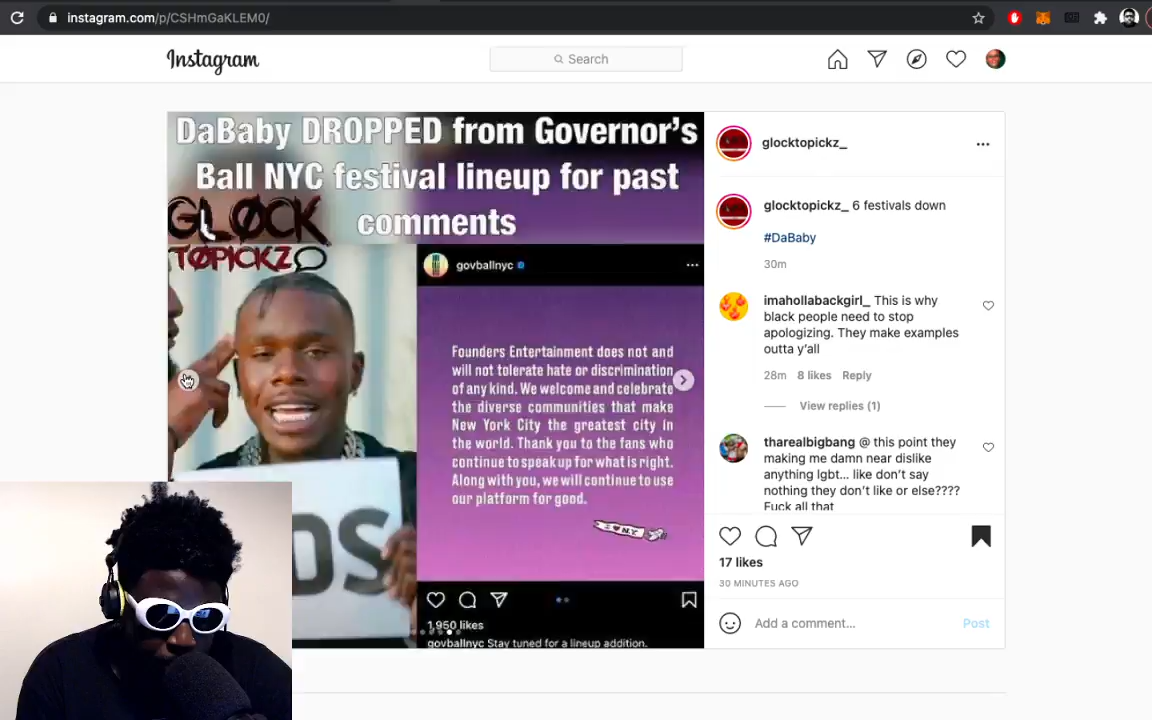 instagram.com/p/CSHmGaKLEM0/
Instagram
Search
DaBaby DROPPED from Governor's
Ball NYC festival lineup for past
comments
GLOCK
TOPICKZ
govballnyc
Founders Entertainment does not and
will not tolerate hate or discrimination
of any kind. We welcome and celebrate
the diverse communities that make
New York City the greatest city in
the world. Thank you to the fans who
continue to speak up for what is right.
Along with you, we will continue to use
our platform for good.
I ♥ N.Y.
OS
1,950 likes
govballnyc Stay tuned for a lineup addition.
glocktopickz_
glocktopickz_ 6 festivals down
#DaBaby
30m
imahollabackgirl_ This is why
black people need to stop
apologizing. They make examples
outta y'all
28m 8 likes Reply
View replies (1)
tharealbigbang @ this point they
making me damn near dislike
anything lgbt... like don't say
nothing they don't like or else????
Fuck all that
17 likes
30 MINUTES AGO
Add a comment...
Post